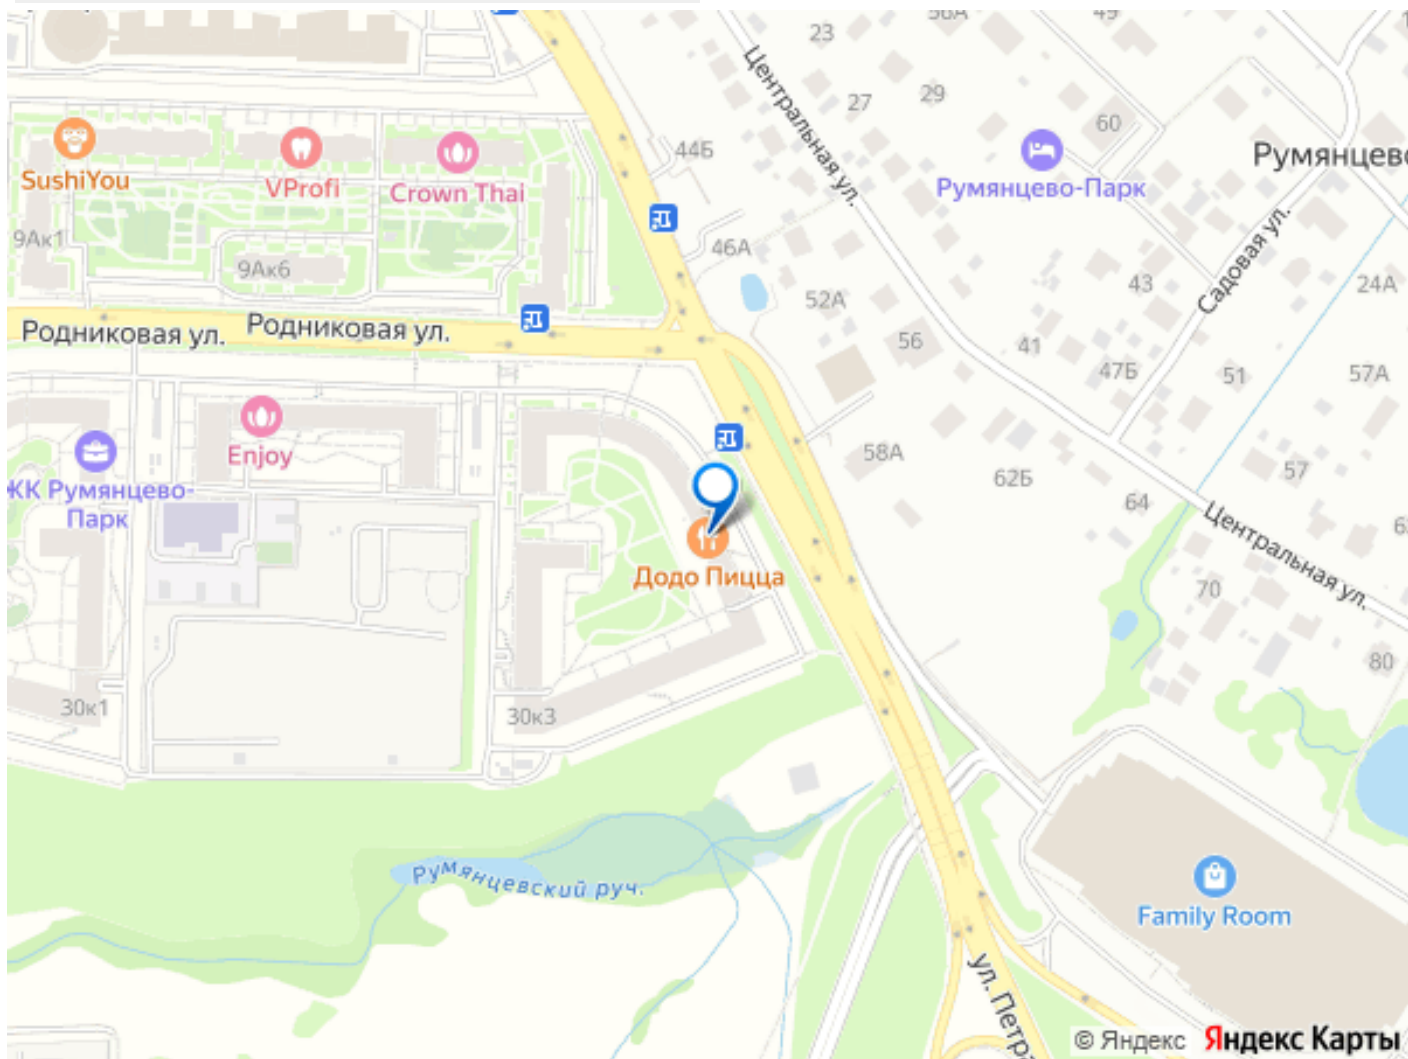 56А
49
23
Центральная ул.
27
29
60
44Б
SushiYou
VProfi
Crown Thai
Румянцево-Парк
Румянцево
9Ак1
9Ак6
46А
52А
43
Садовая ул.
24А
Родниковая ул.
Родниковая ул.
56
41
47Б
51
57А
Enjoy
58А
62Б
57
64
ЖК Румянцево-
Парк
Центральная ул.
Додо Пицца
70
80
30к1
30к3
Румянцевский руч.
Family Room
ул. Петра
© Яндекс Яндекс Карты